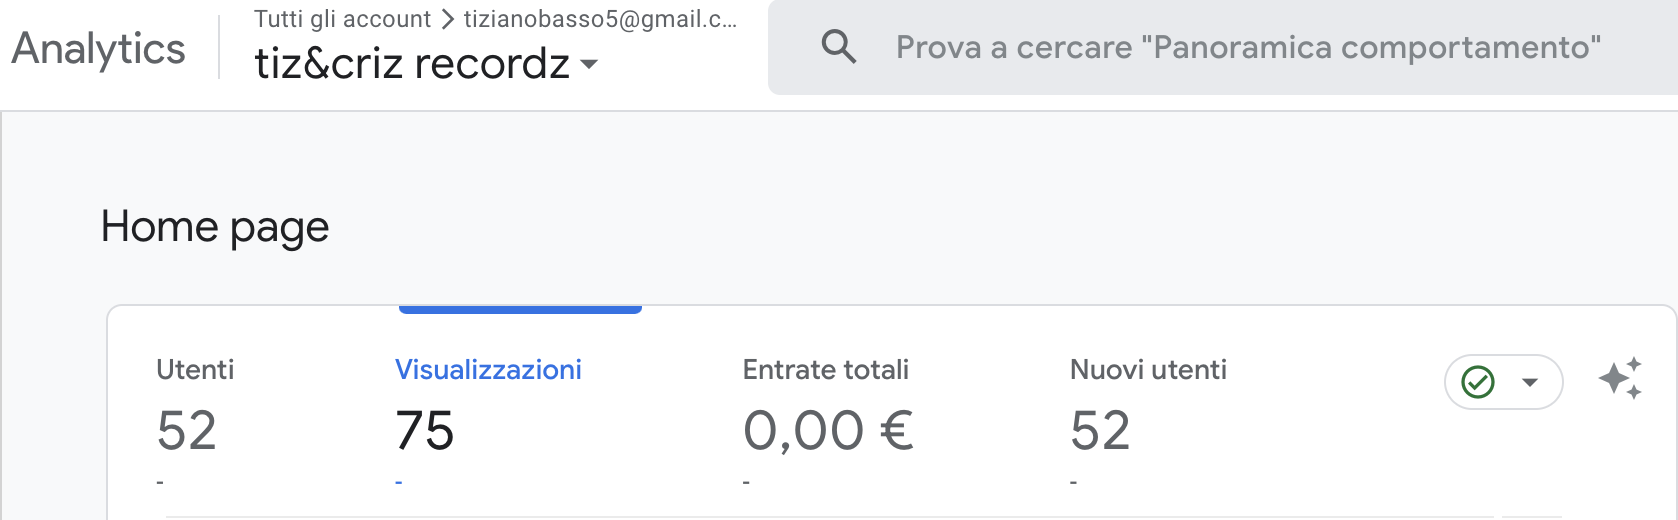 Analytics
Tutti gli account > tizianobasso5@gmail.c...
tiz&criz recordz
Prova a cercare "Panoramica comportamento"
Home page
Utenti
52
-
Visualizzazioni
75
-
Entrate totali
0,00 €
-
Nuovi utenti
52
-